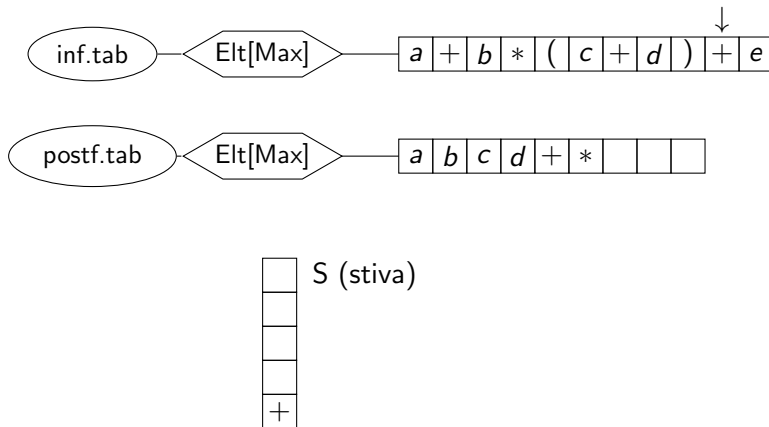 ↓
inf.tab Elt[Max] a + b * ( c + d ) + e
postf.tab Elt[Max] a b c d + *
S (stiva)
+